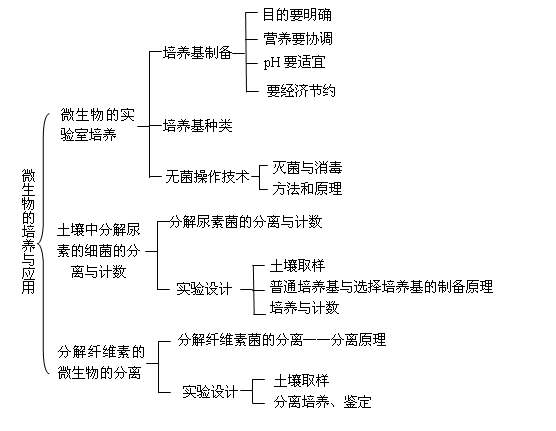 微生物的培养与应用
微生物的实
验室培养
培养基制备
目的要明确
营养要协调
pH 要适宜
要经济节约
培养基种类
无菌操作技术
灭菌与消毒
方法和原理
土壤中分解尿
素的细菌的分
离与计数
分解尿素菌的分离与计数
实验设计
土壤取样
普通培养基与选择培养基的制备原理
培养与计数
分解纤维素的
微生物的分离
分解纤维素菌的分离——分离原理
实验设计
土壤取样
分离培养、鉴定